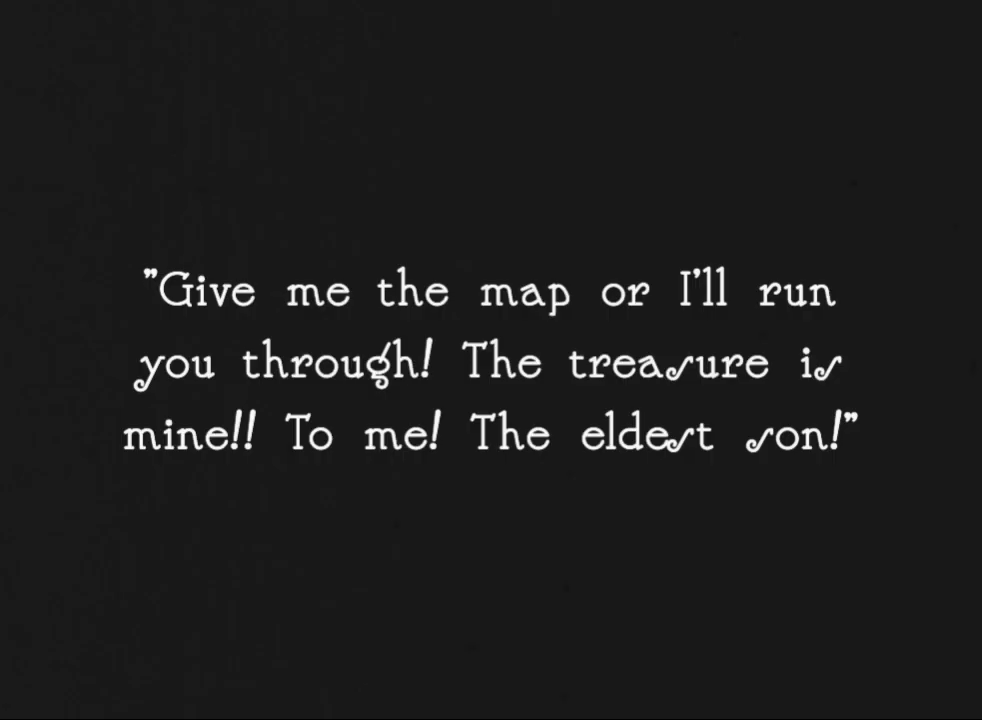 "Give me the map or I'll run
you through! The treasure is
mine!! To me! The eldest son!"